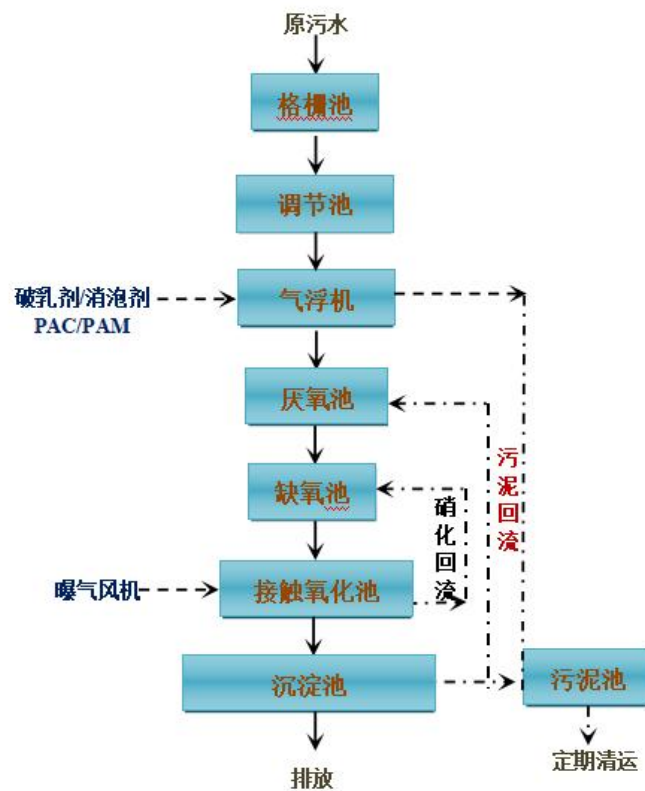 原污水
格栅池
调节池
破乳剂/消泡剂
PAC/PAM
气浮机
厌氧池
污泥回流
缺氧池
硝化回流
曝气风机
接触氧化池
沉淀池
污泥池
排放
定期清运